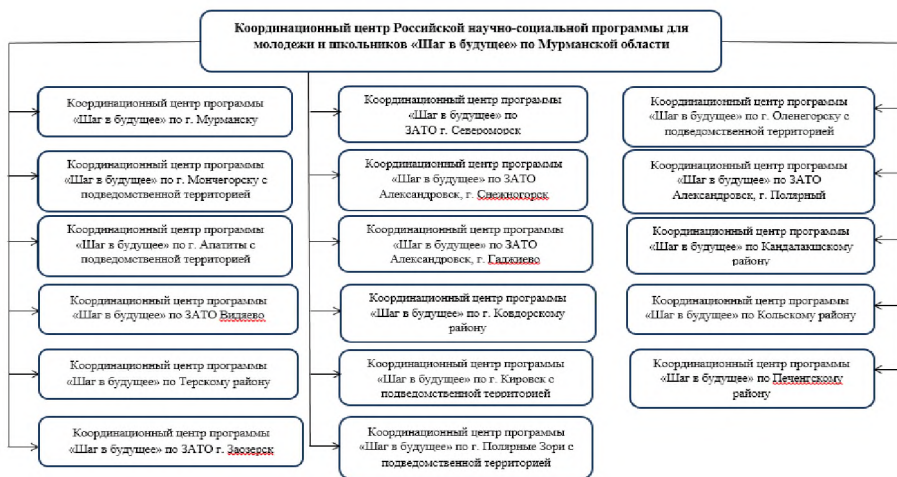 Координационный центр Российской научно-социальной программы для
молодежи и школьников «Шаг в будущее» по Мурманской области
Координационный центр программы
«Шаг в будущее» по г. Мурманску
Координационный центр программы
«Шаг в будущее» по г. Мончегорску с
подведомственной территорией
Координационный центр программы
«Шаг в будущее» по г. Апатиты с
подведомственной территорией
Координационный центр программы
«Шаг в будущее» по ЗАТО Видяево
Координационный центр программы
«Шаг в будущее» по Терскому району
Координационный центр программы
«Шаг в будущее» по ЗАТО г. Заозерск
Координационный центр программы
«Шаг в будущее» по
ЗАТО г. Североморск
Координационный центр программы
«Шаг в будущее» по ЗАТО
Александровск, г. Снежногорск
Координационный центр программы
«Шаг в будущее» по ЗАТО
Александровск, г. Гаджиево
Координационный центр программы
«Шаг в будущее» по г. Ковдорскому
району
Координационный центр программы
«Шаг в будущее» по г. Кировск с
подведомственной территорией
Координационный центр программы
«Шаг в будущее» по г. Полярные Зори с
подведомственной территорией
Координационный центр программы
«Шаг в будущее» по г. Оленегорску с
подведомственной территорией
Координационный центр программы
«Шаг в будущее» по ЗАТО
Александровск, г. Полярный
Координационный центр программы
«Шаг в будущее» по Кандалакшскому
району
Координационный центр программы
«Шаг в будущее» по Кольскому району
Координационный центр программы
«Шаг в будущее» по Печенгскому
району